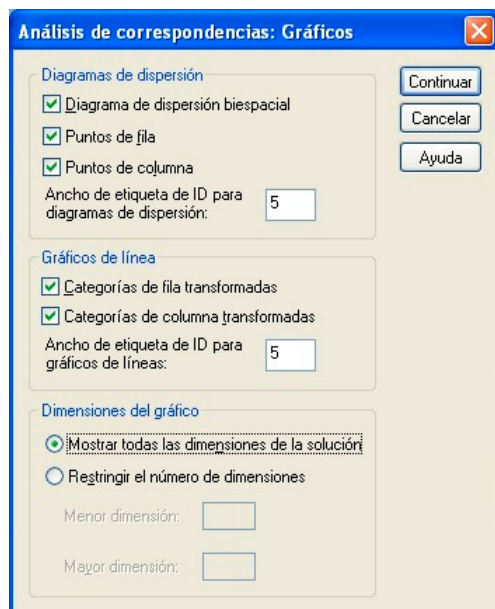 Análisis de correspondencias: Gráficos
Diagramas de dispersión
Diagrama de dispersión biespacial
Puntos de fila
Puntos de columna
Ancho de etiqueta de ID para
diagramas de dispersión:
5
Continuar
Cancelar
Ayuda
Gráficos de línea
Categorías de fila transformadas
Categorías de columna transformadas
Ancho de etiqueta de ID para
gráficos de líneas:
5
Dimensiones del gráfico
Mostrar todas las dimensiones de la solución
Restringir el número de dimensiones
Menor dimensión:
Mayor dimensión: